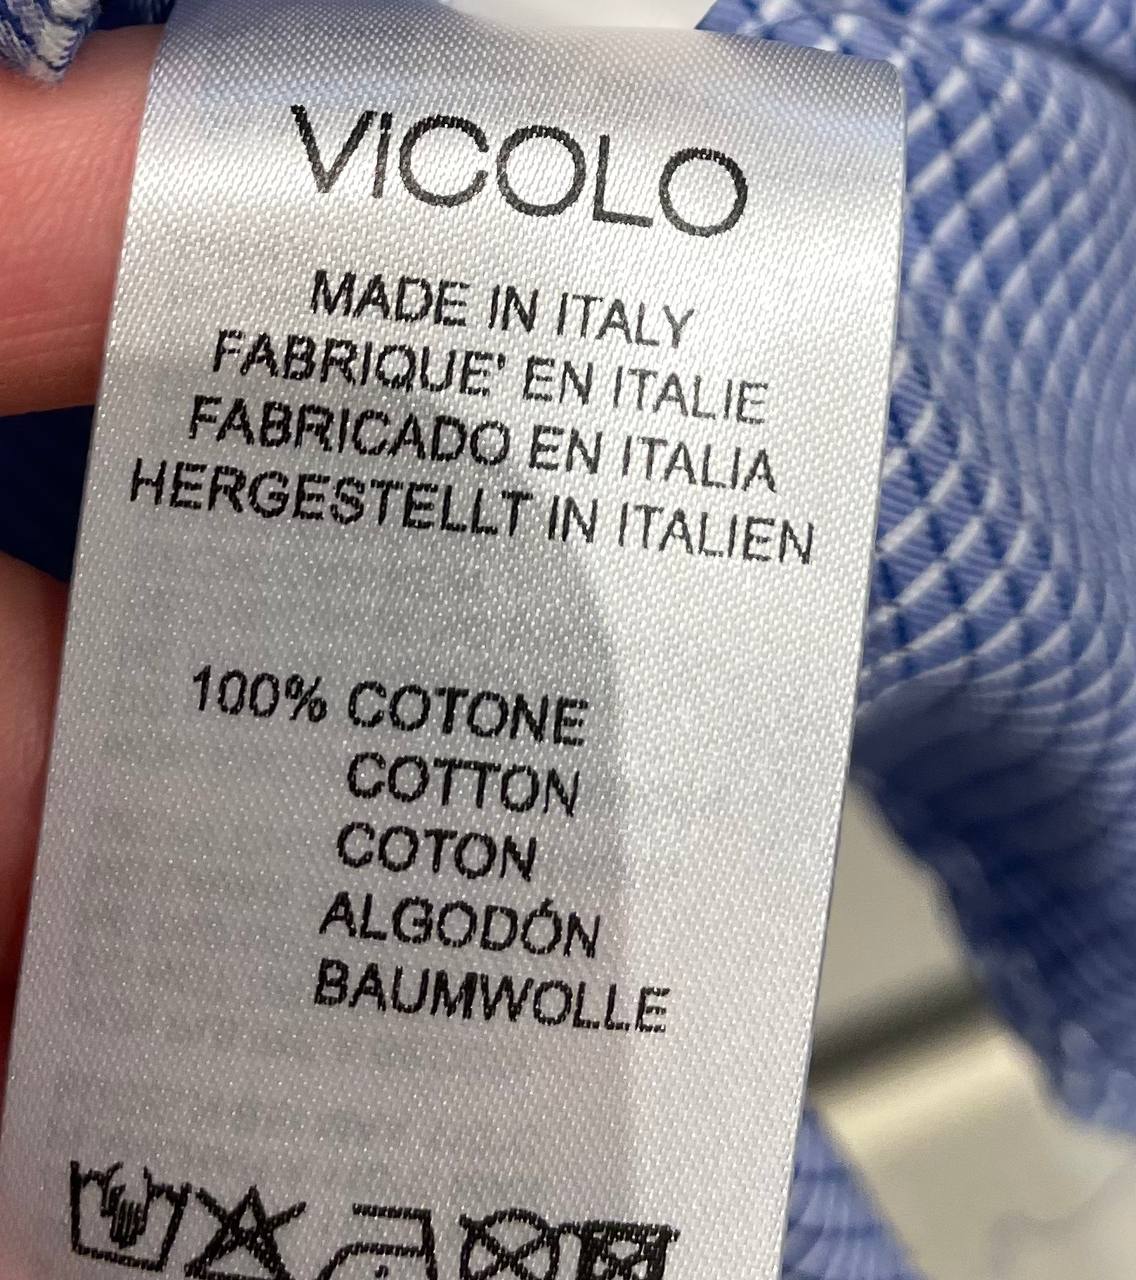 ViCOLO
MADE IN ITALY
FABRIQUE' EN ITALIE
FABRICADO EN ITALIA
HERGESTELLT IN ITALIEN
100% COTONE
COTTON
COTON
ALGODÓN
BAUMWOLLE